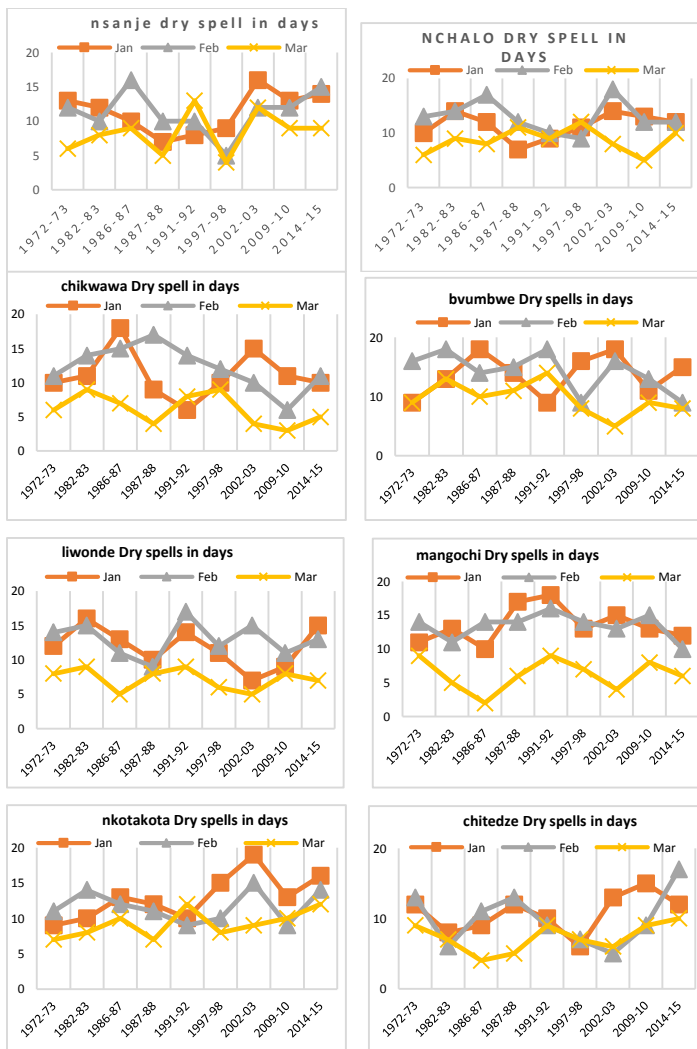 nsanje dry spell in days
Jan Feb Mar
20
15
10
5
0
1972-73 1982-83 1986-87 1987-88 1991-92 1997-98 2002-03 2009-10 2014-15
NCHALO DRY SPELL IN
DAYS
Jan Feb Mar
20
10
0
1972-73 1982-83 1986-87 1987-88 1991-92 1997-98 2002-03 2009-10 2014-15
chikwawa Dry spell in days
Jan Feb Mar
20
15
10
5
0
1972-73 1982-83 1986-87 1987-88 1991-92 1997-98 2002-03 2009-10 2014-15
bvumbwe Dry spells in days
Jan Feb Mar
20
10
0
1972-73 1982-83 1986-87 1987-88 1991-92 1997-98 2002-03 2009-10 2014-15
liwonde Dry spells in days
Jan Feb Mar
20
15
10
5
0
1972-73 1982-83 1986-87 1987-88 1991-92 1997-98 2002-03 2009-10 2014-15
mangochi Dry spells in days
Jan Feb Mar
20
15
10
5
0
1972-73 1982-83 1986-87 1987-88 1991-92 1997-98 2002-03 2009-10 2014-15
nkotakota Dry spells in days
Jan Feb Mar
20
15
10
5
0
1972-73 1982-83 1986-87 1987-88 1991-92 1997-98 2002-03 2009-10 2014-15
chitedze Dry spells in days
Jan Feb Mar
20
10
0
1972-73 1982-83 1986-87 1987-88 1991-92 1997-98 2002-03 2009-10 2014-15